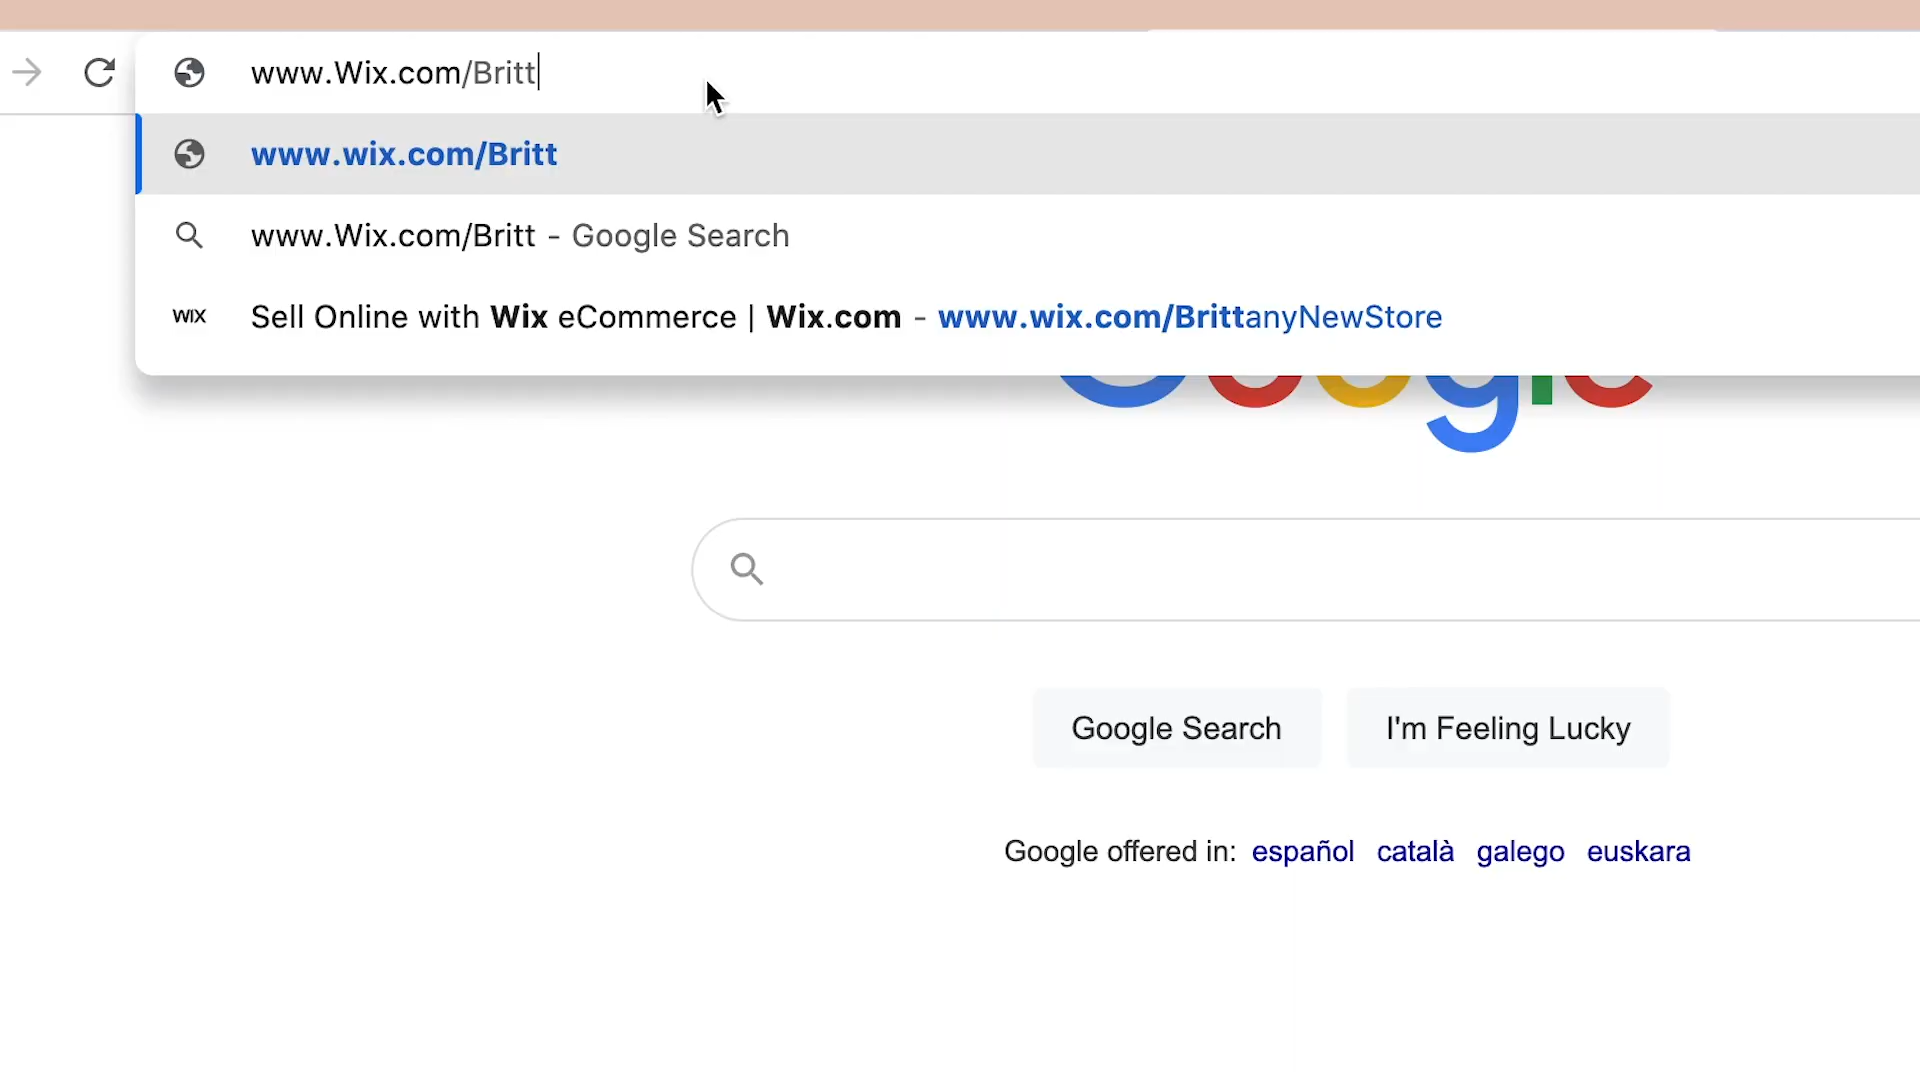 www.Wix.com/Britt
www.wix.com/Britt
www.Wix.com/Britt - Google Search
WIX Sell Online with Wix eCommerce | Wix.com - www.wix.com/BrittanyNewStore
Google
Google Search I'm Feeling Lucky
Google offered in: español català galego euskara